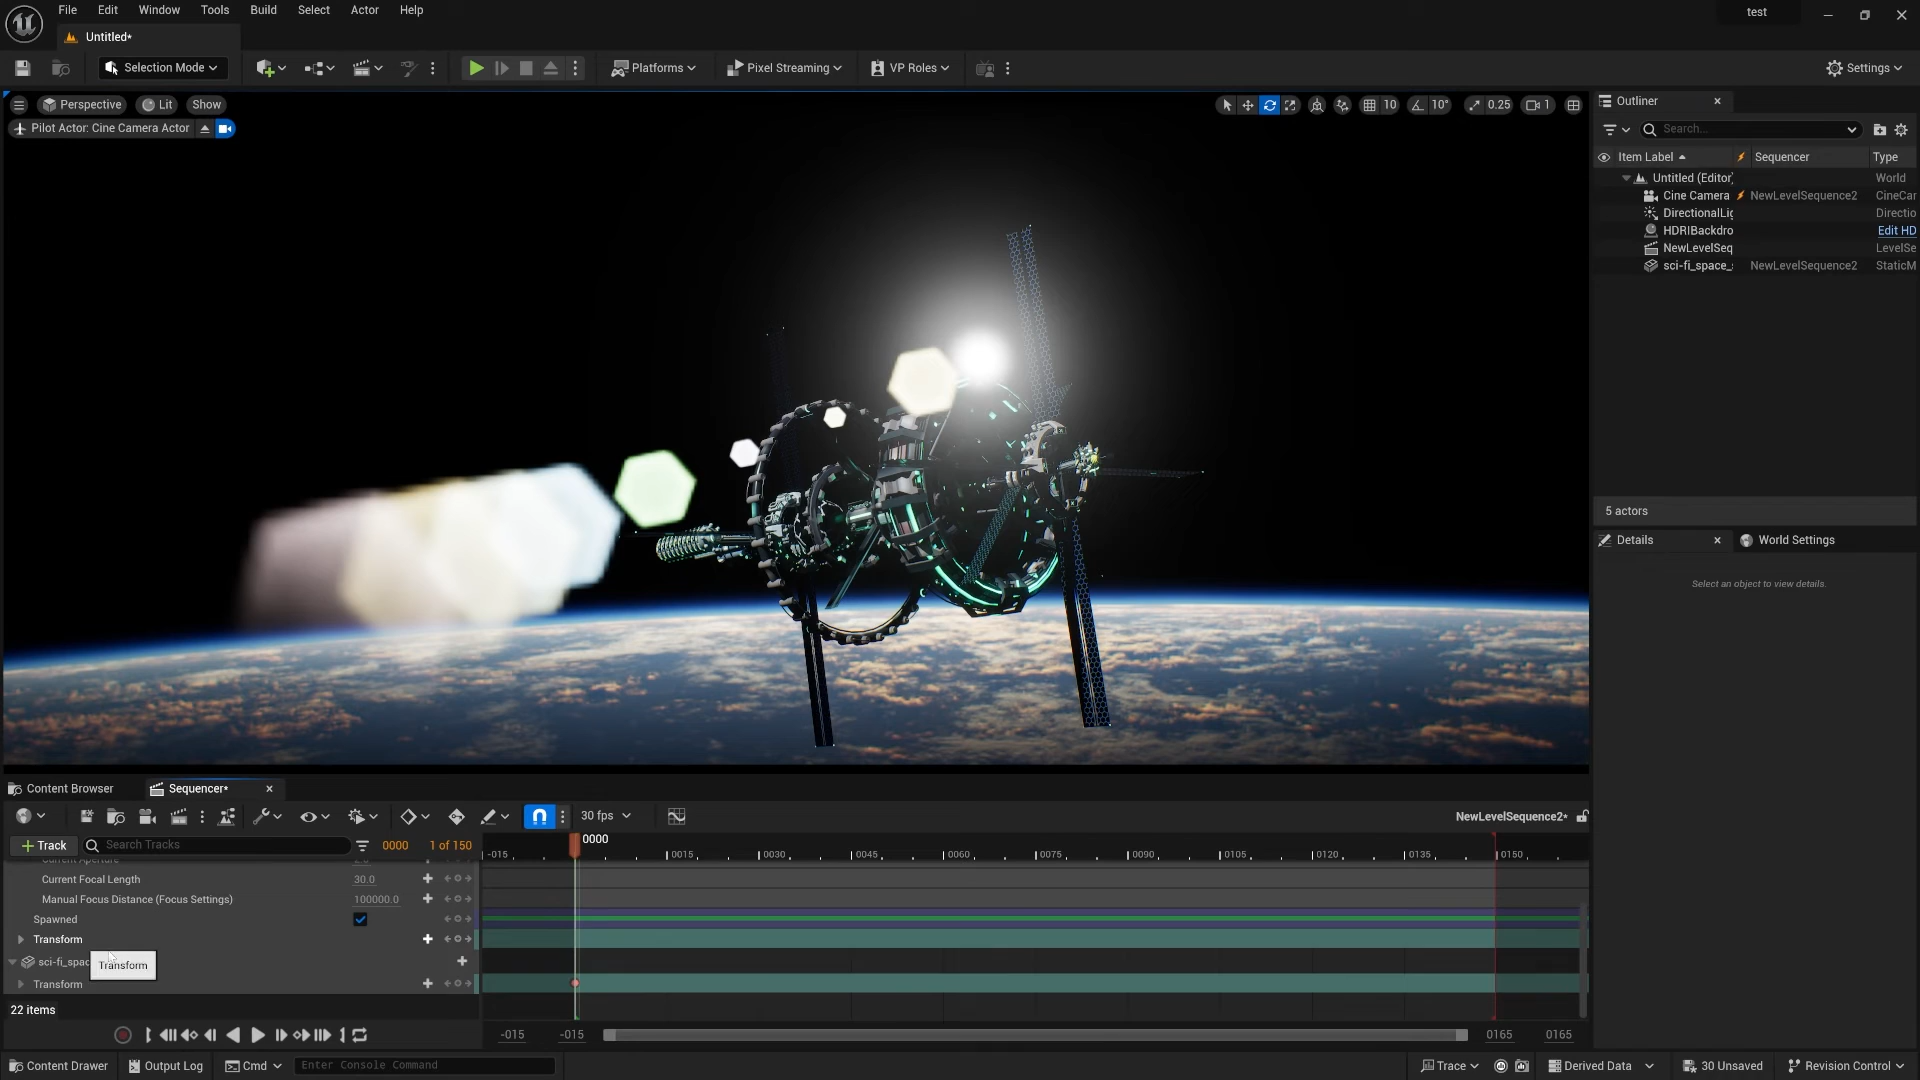 File Edit Window Tools Build Select Actor Help
test
Untitled*
Selection Mode
Platforms
Pixel Streaming
VP Roles
Settings
Perspective
Lit
Show
10
10°
0.25
1
Pilot Actor: Cine Camera Actor
Outliner
Search...
Item Label
Sequencer
Type
Untitled (Editor)
World
Cine Camera
NewLevelSequence2
CineCar
DirectionalLig
Directio
HDRIBackdro
Edit HD
NewLevelSeq
LevelSe
sci-fi_space_
NewLevelSequence2
StaticM
5 actors
Details
World Settings
Select an object to view details.
Content Browser
Sequencer*
30 fps
NewLevelSequence2*
+ Track
Search Tracks
0000
1 of 150
0000
-015
0015
0030
0045
0060
0075
0090
0105
0120
0135
0150
Current Aperture
Current Focal Length
30.0
Manual Focus Distance (Focus Settings)
100000.0
Spawned
Transform
sci-fi_spac
Transform
Transform
22 items
-015
-015
0165
0165
Content Drawer
Output Log
Cmd
Enter Console Command
Trace
Derived Data
30 Unsaved
Revision Control